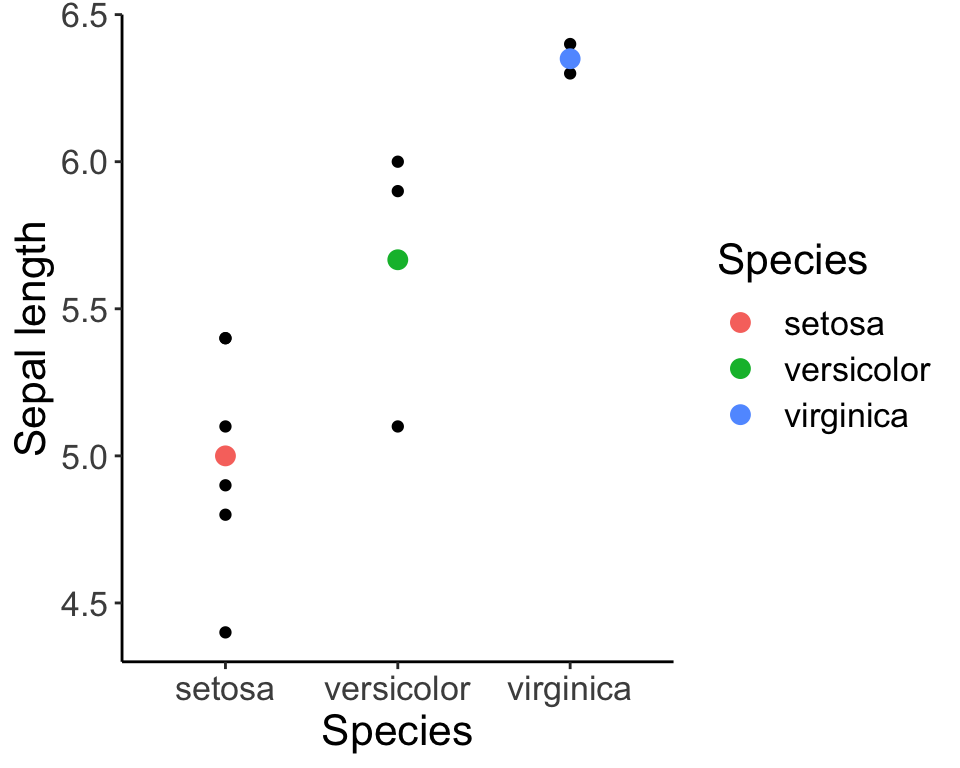 6.5
6.0
5.5
5.0
4.5
Sepal length
setosa versicolor virginica
Species
Species
setosa
versicolor
virginica